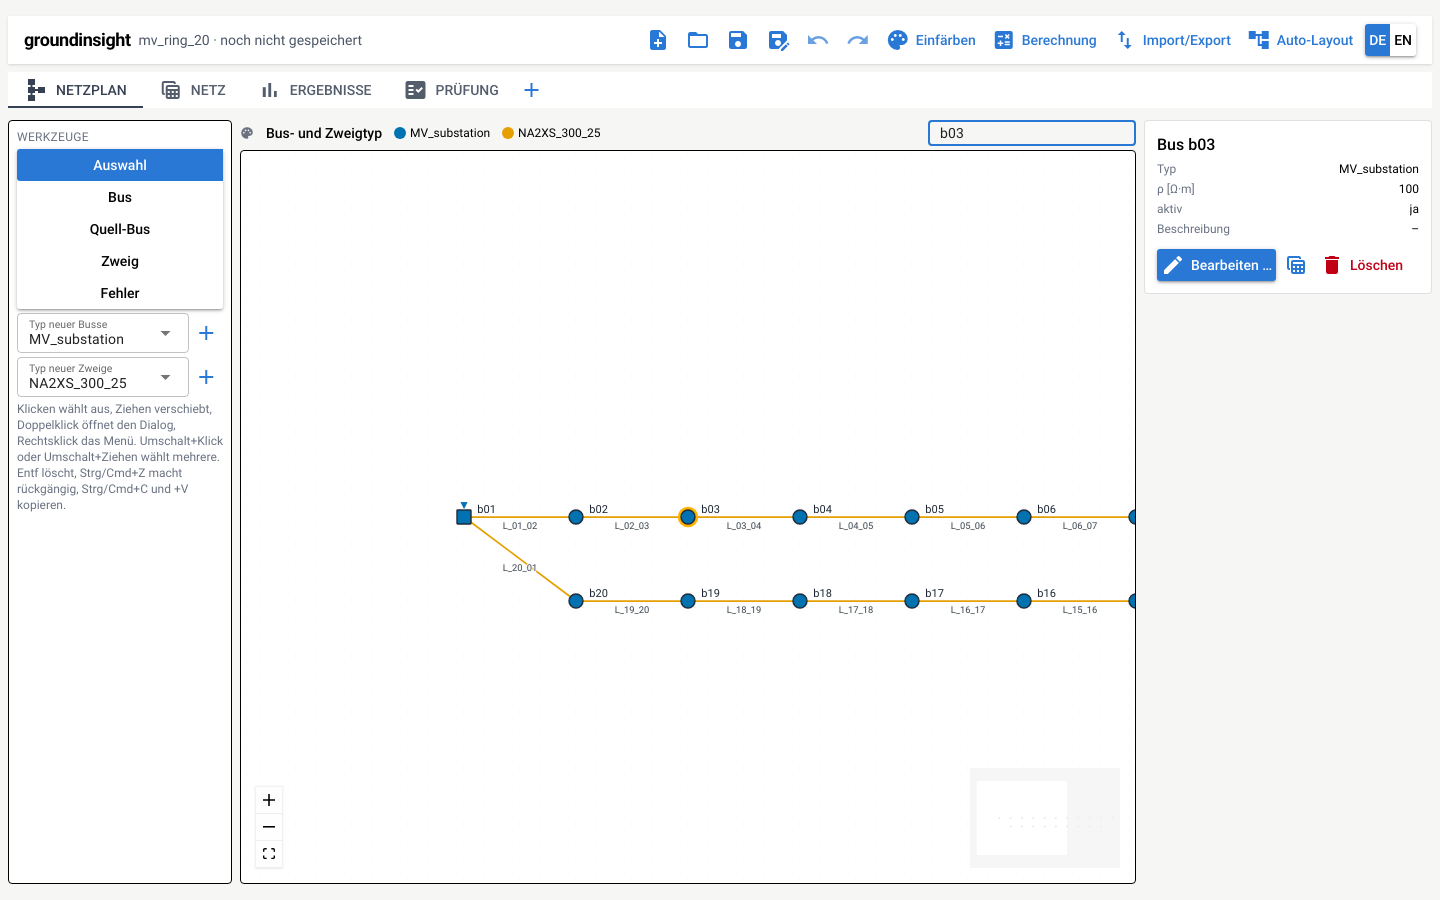 groundinsight mv_ring_20 · noch nicht gespeichert
Einfärben
Berechnung
Import/Export
Auto-Layout
DE EN
NETZPLAN
NETZ
ERGEBNISSE
PRÜFUNG
WERKZEUGE
Auswahl
Bus
Quell-Bus
Zweig
Fehler
Typ neuer Busse
MV_substation
Typ neuer Zweige
NA2XS_300_25
Klicken wählt aus, Ziehen verschiebt,
Doppelklick öffnet den Dialog,
Rechtsklick das Menü. Umschalt+Klick
oder Umschalt+Ziehen wählt mehrere.
Entf löscht, Strg/Cmd+Z macht
rückgängig, Strg/Cmd+C und +V
kopieren.
Bus- und Zweigtyp MV_substation NA2XS_300_25
b03
b01 b02 b03 b04 b05 b06
L_01_02 L_02_03 L_03_04 L_04_05 L_05_06 L_06_07
L_20_01
b20 b19 b18 b17 b16
L_19_20 L_18_19 L_17_18 L_16_17 L_15_16
Bus b03
Typ MV_substation
ρ [Ω·m] 100
aktiv ja
Beschreibung –
Bearbeiten ...
Löschen